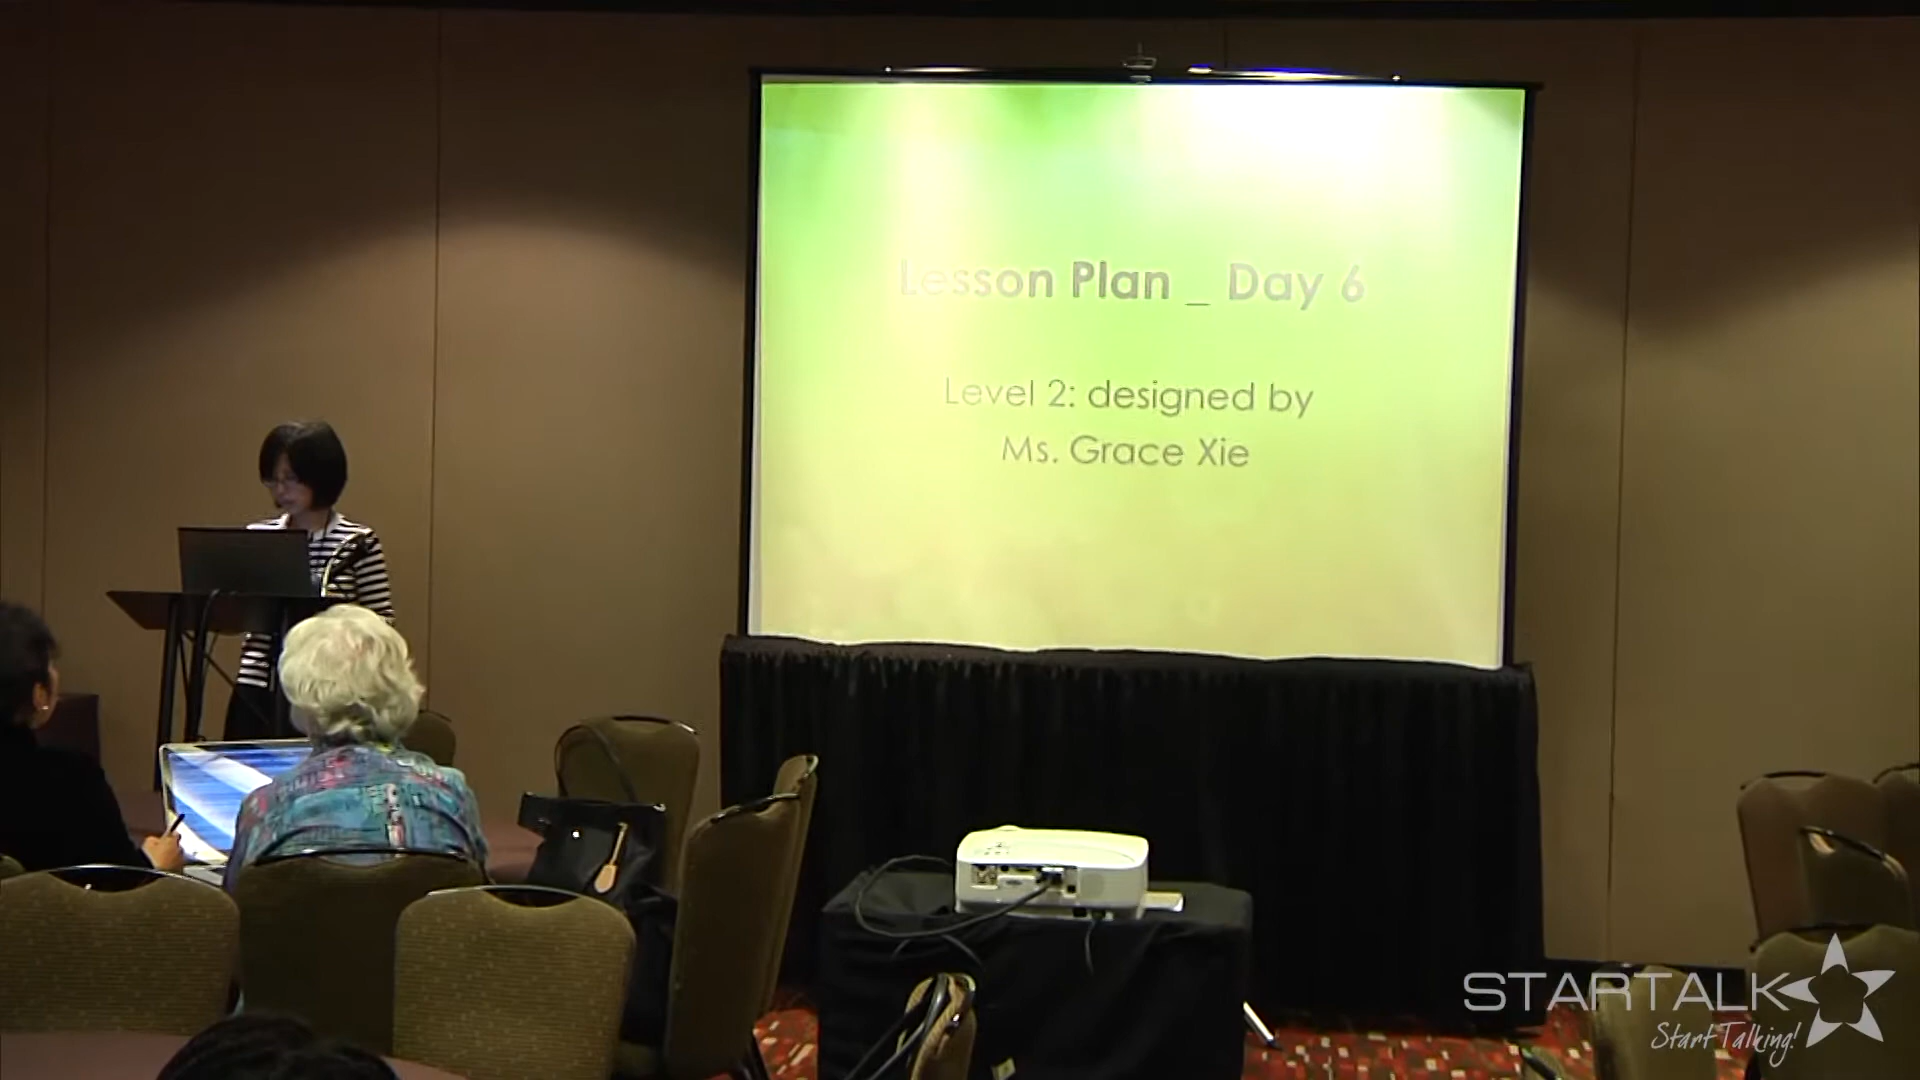 Lesson Plan _ Day 6
Level 2: designed by
Ms. Grace Xie
STARTALK
Start Talking!